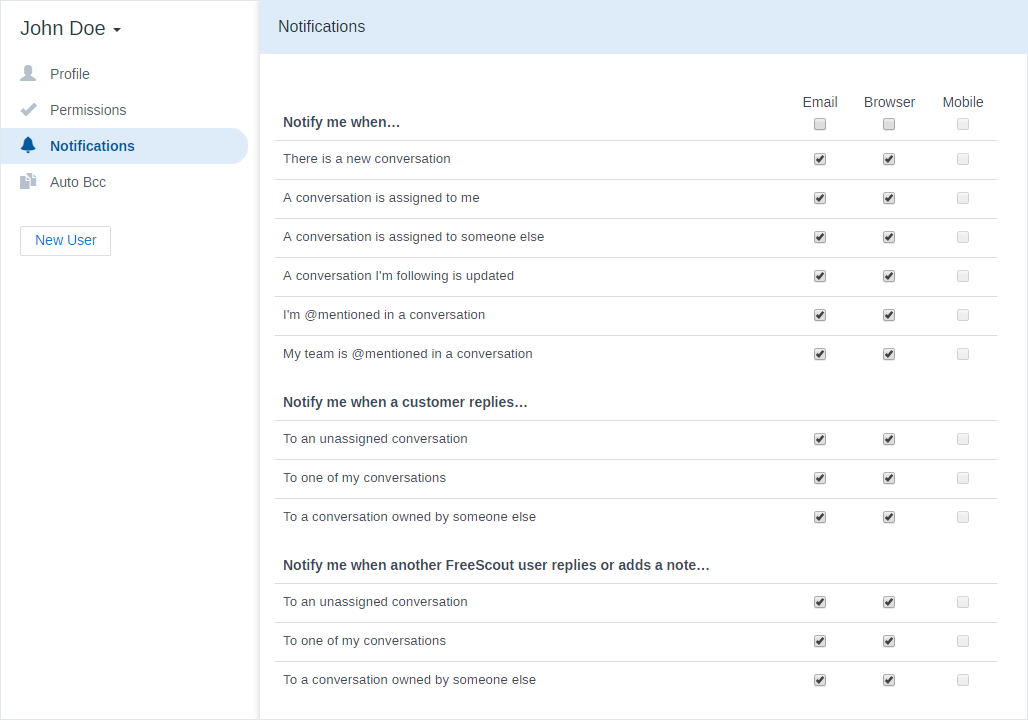 John Doe
Profile
Permissions
Notifications
Auto Bcc
New User
Notifications
Email Browser Mobile
Notify me when…
There is a new conversation
A conversation is assigned to me
A conversation is assigned to someone else
A conversation I'm following is updated
I'm @mentioned in a conversation
My team is @mentioned in a conversation
Notify me when a customer replies…
To an unassigned conversation
To one of my conversations
To a conversation owned by someone else
Notify me when another FreeScout user replies or adds a note…
To an unassigned conversation
To one of my conversations
To a conversation owned by someone else